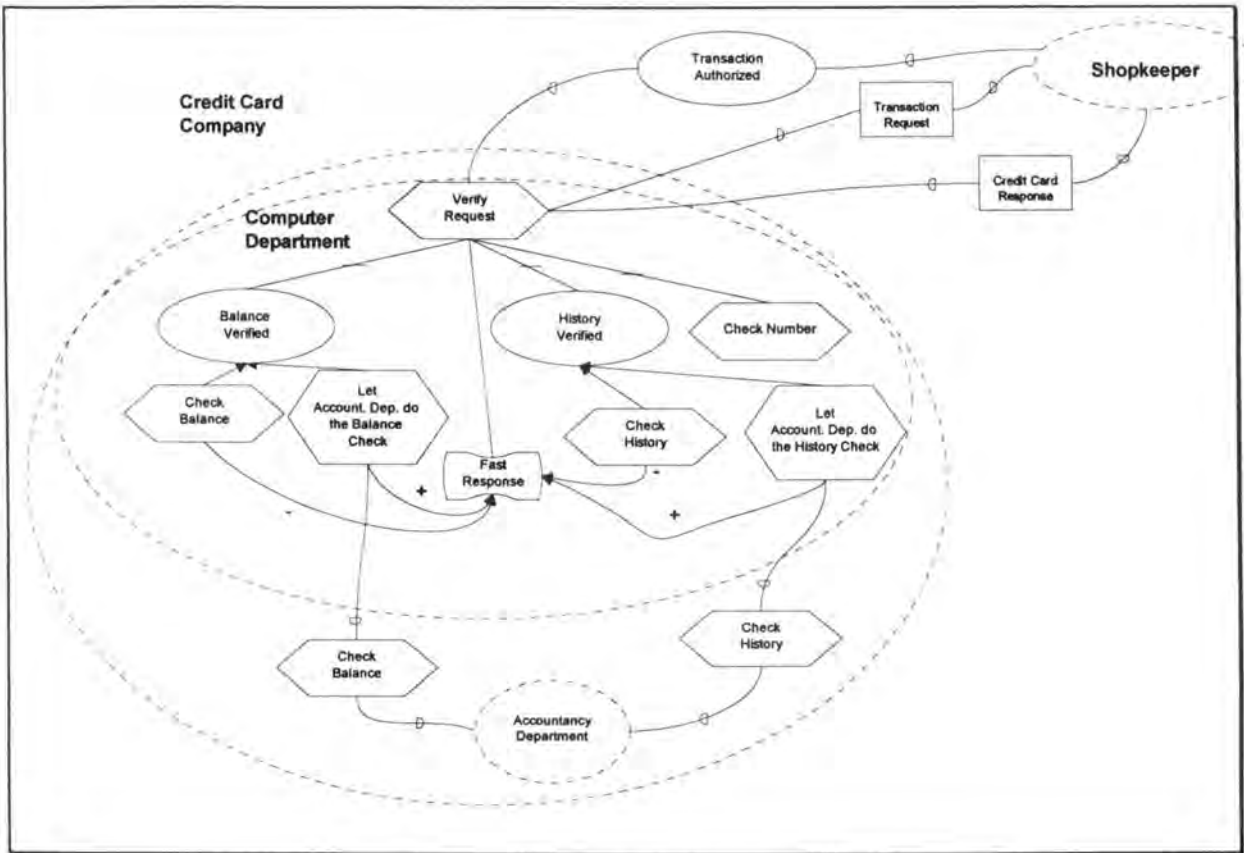 Transaction
Authorized
Shopkeeper
Credit Card
Company
Transaction
Request
Credit Card
Response
Verify
Request
Computer
Department
Balance
Verified
History
Verified
Check Number
Check
Balance
Let
Account. Dep. do
the Balance
Check
Check
History
Let
Account. Dep. do
the History Check
Fast
Response
+
-
-
+
Check
Balance
Check
History
Accountancy
Department